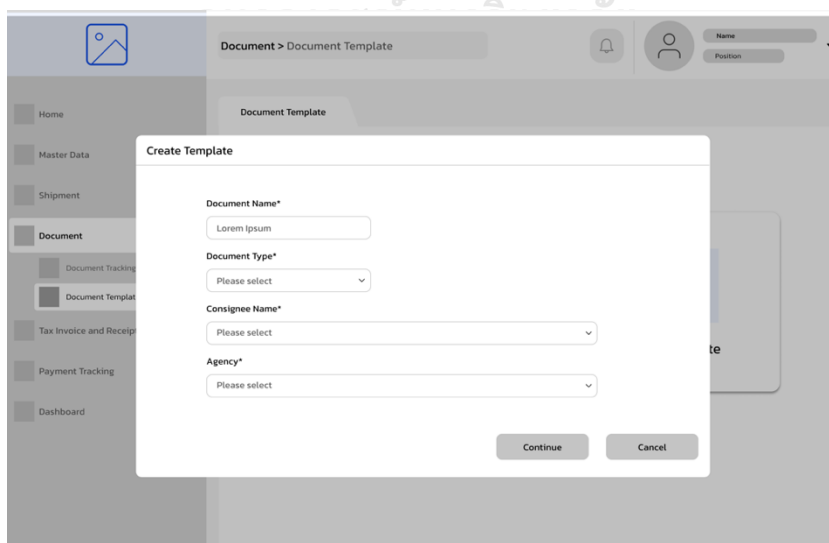 Document > Document Template
Name
Position
Home
Document Template
Master Data
Create Template
Shipment
Document Name*
Lorem Ipsum
Document
Document Type*
Document Tracking
Please select
Document Templat
Consignee Name*
Tax Invoice and Receip
Please select
te
Agency*
Payment Tracking
Please select
Dashboard
Continue
Cancel